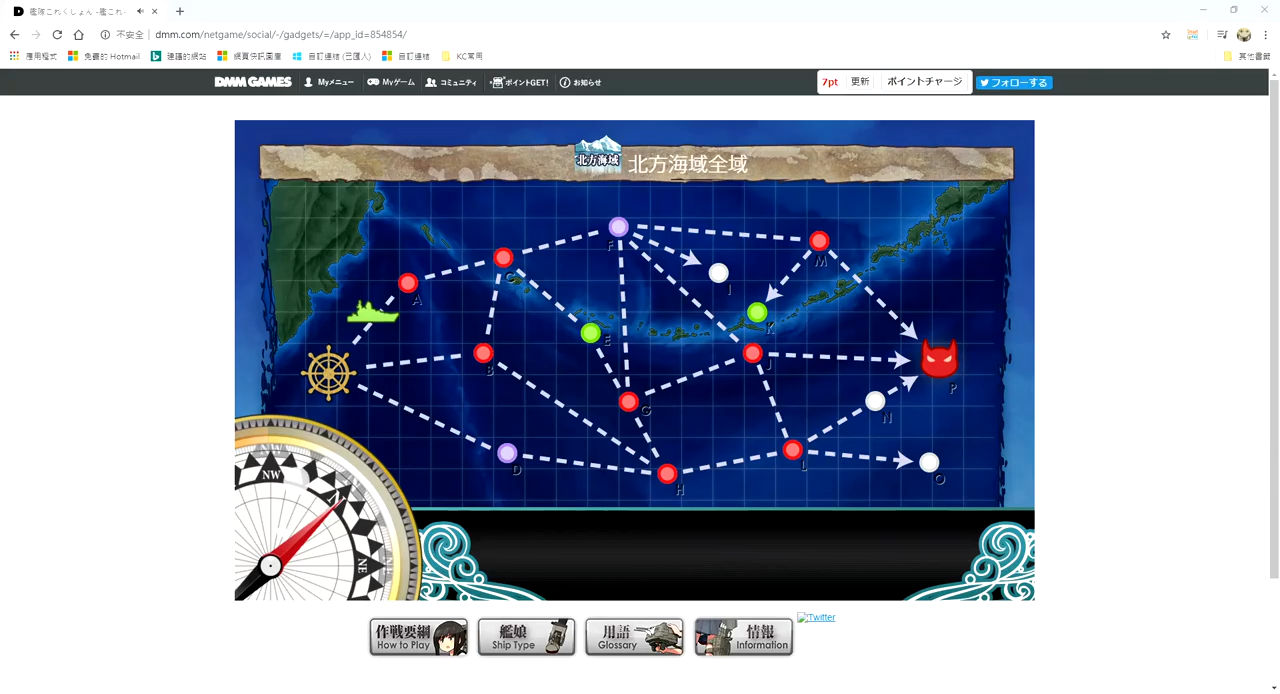 艦隊これくしょん -艦これ-
不安全 | dmm.com/netgame/social/-/gadgets/=/app_id=854854/
應用程式 免費的 Hotmail 建議的網站 網頁快訊圖庫 自訂連結 (已匯入) 自訂連結 KC常用 其他書籤
DMM GAMES Myメニュー Myゲーム コミュニティ ポイントGET! お知らせ 7pt 更新 ポイントチャージ フォローする
北方海域 北方海域全域
F
M
C
I
A
K
E
J
B
P
G
N
D
L
H
O
NW
N
NE
作戦要綱 艦娘 用語 情報
How to Play Ship Type Glossary Information
Twitter